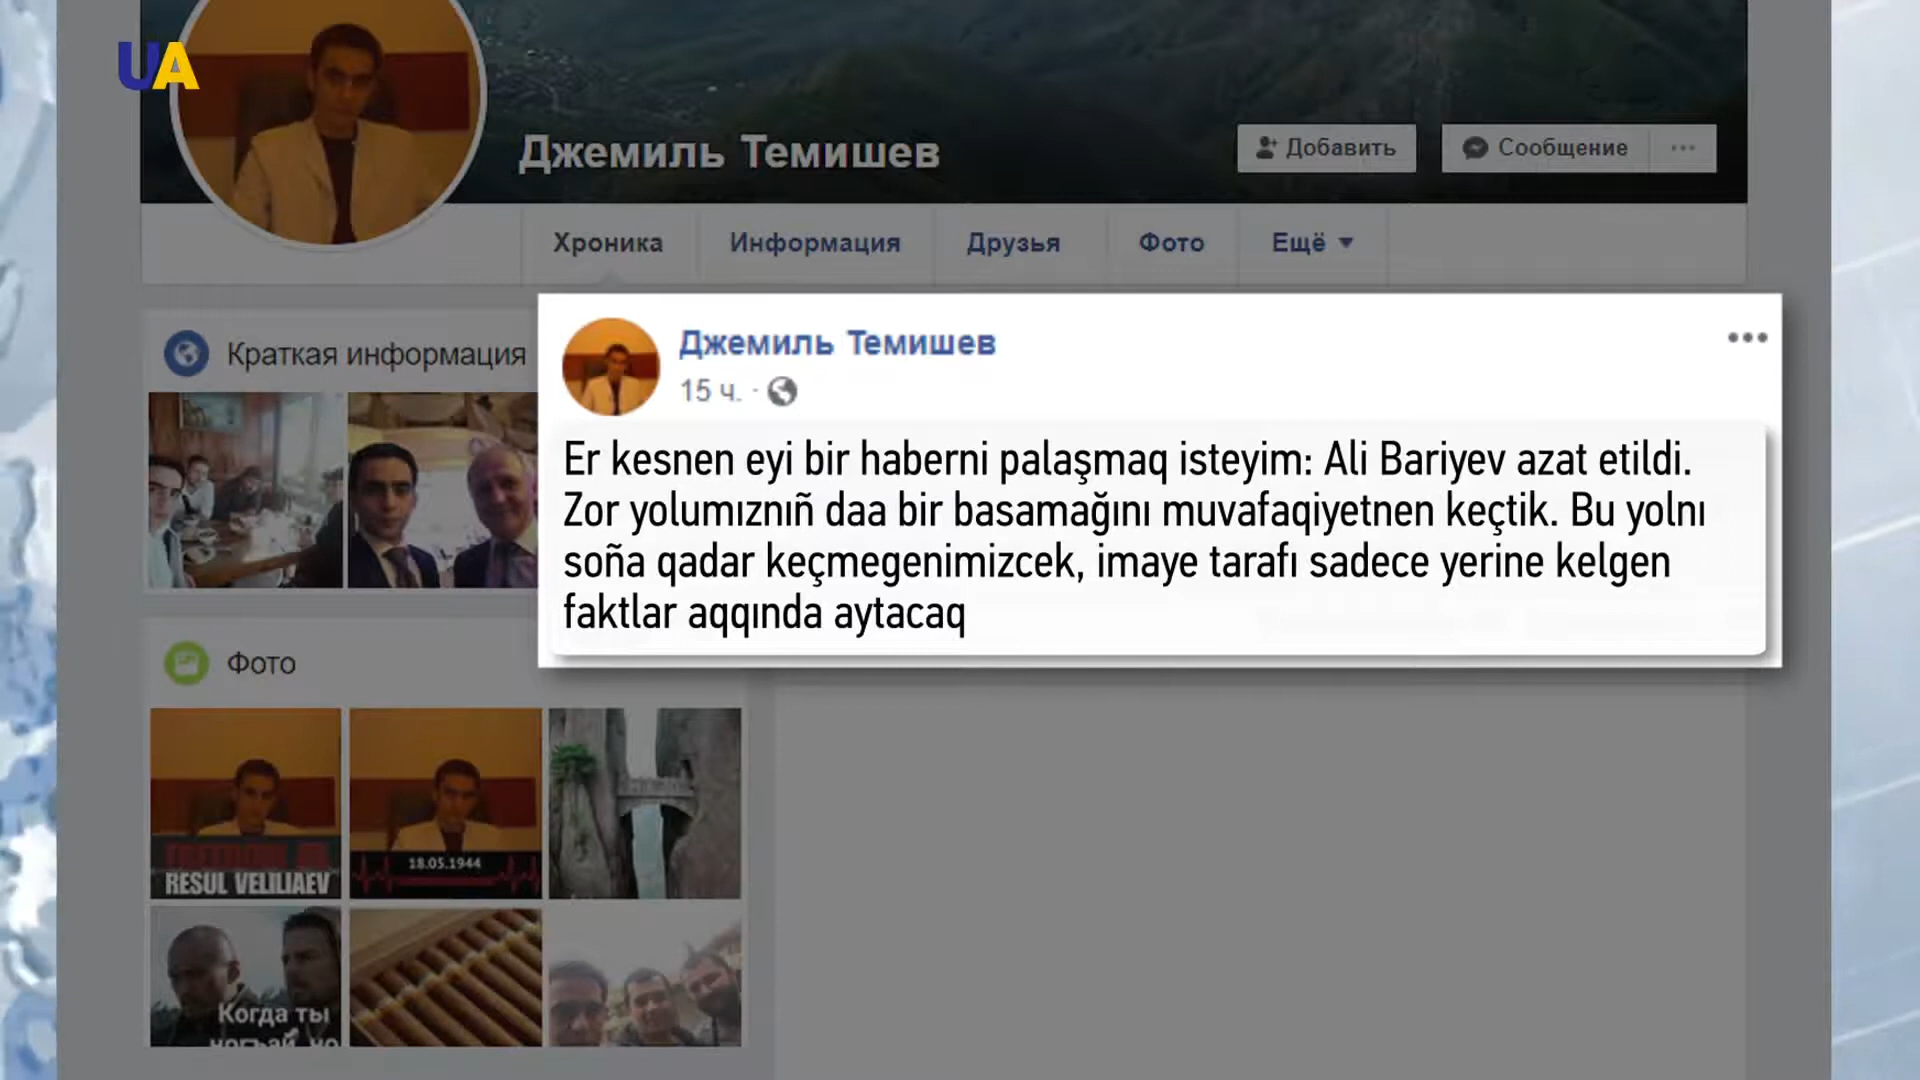 UA
Джемиль Темишев
Добавить
Сообщение
Хроника
Информация
Друзья
Фото
Ещё
Краткая информация
Джемиль Темишев
15 ч.
Er kesnen eyi bir haberni palaşmaq isteyim: Ali Bariyev azat etildi.
Zor yolumıznıñ daa bir basamağını muvafaqiyetnen keçtik. Bu yolnı
soña qadar keçmegenimizcek, imaye tarafı sadece yerine kelgen
faktlar aqqında aytacaq
Фото
RESUL VELILIAEV
18.05.1944
Когда ты